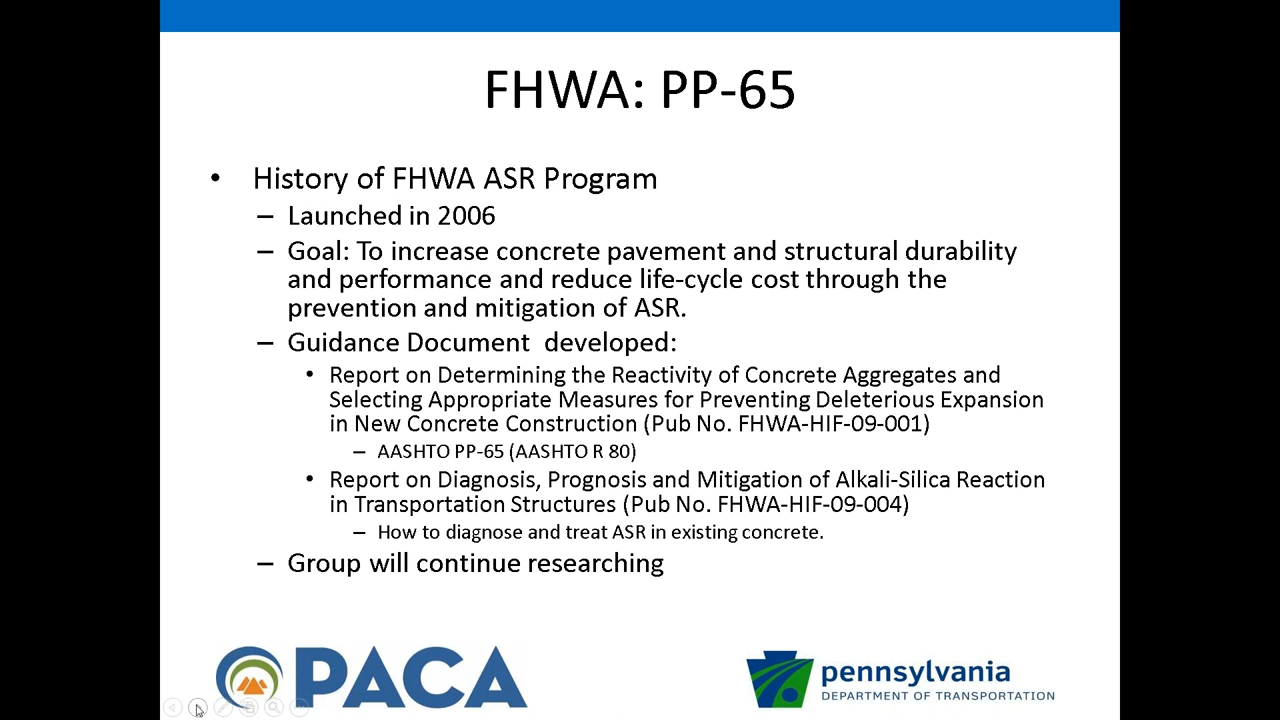 FHWA: PP-65
• History of FHWA ASR Program
– Launched in 2006
– Goal: To increase concrete pavement and structural durability
and performance and reduce life-cycle cost through the
prevention and mitigation of ASR.
– Guidance Document  developed:
• Report on Determining the Reactivity of Concrete Aggregates and
Selecting Appropriate Measures for Preventing Deleterious Expansion
in New Concrete Construction (Pub No. FHWA-HIF-09-001)
– AASHTO PP-65 (AASHTO R 80)
• Report on Diagnosis, Prognosis and Mitigation of Alkali-Silica Reaction
in Transportation Structures (Pub No. FHWA-HIF-09-004)
– How to diagnose and treat ASR in existing concrete.
– Group will continue researching
PACA
pennsylvania
DEPARTMENT OF TRANSPORTATION